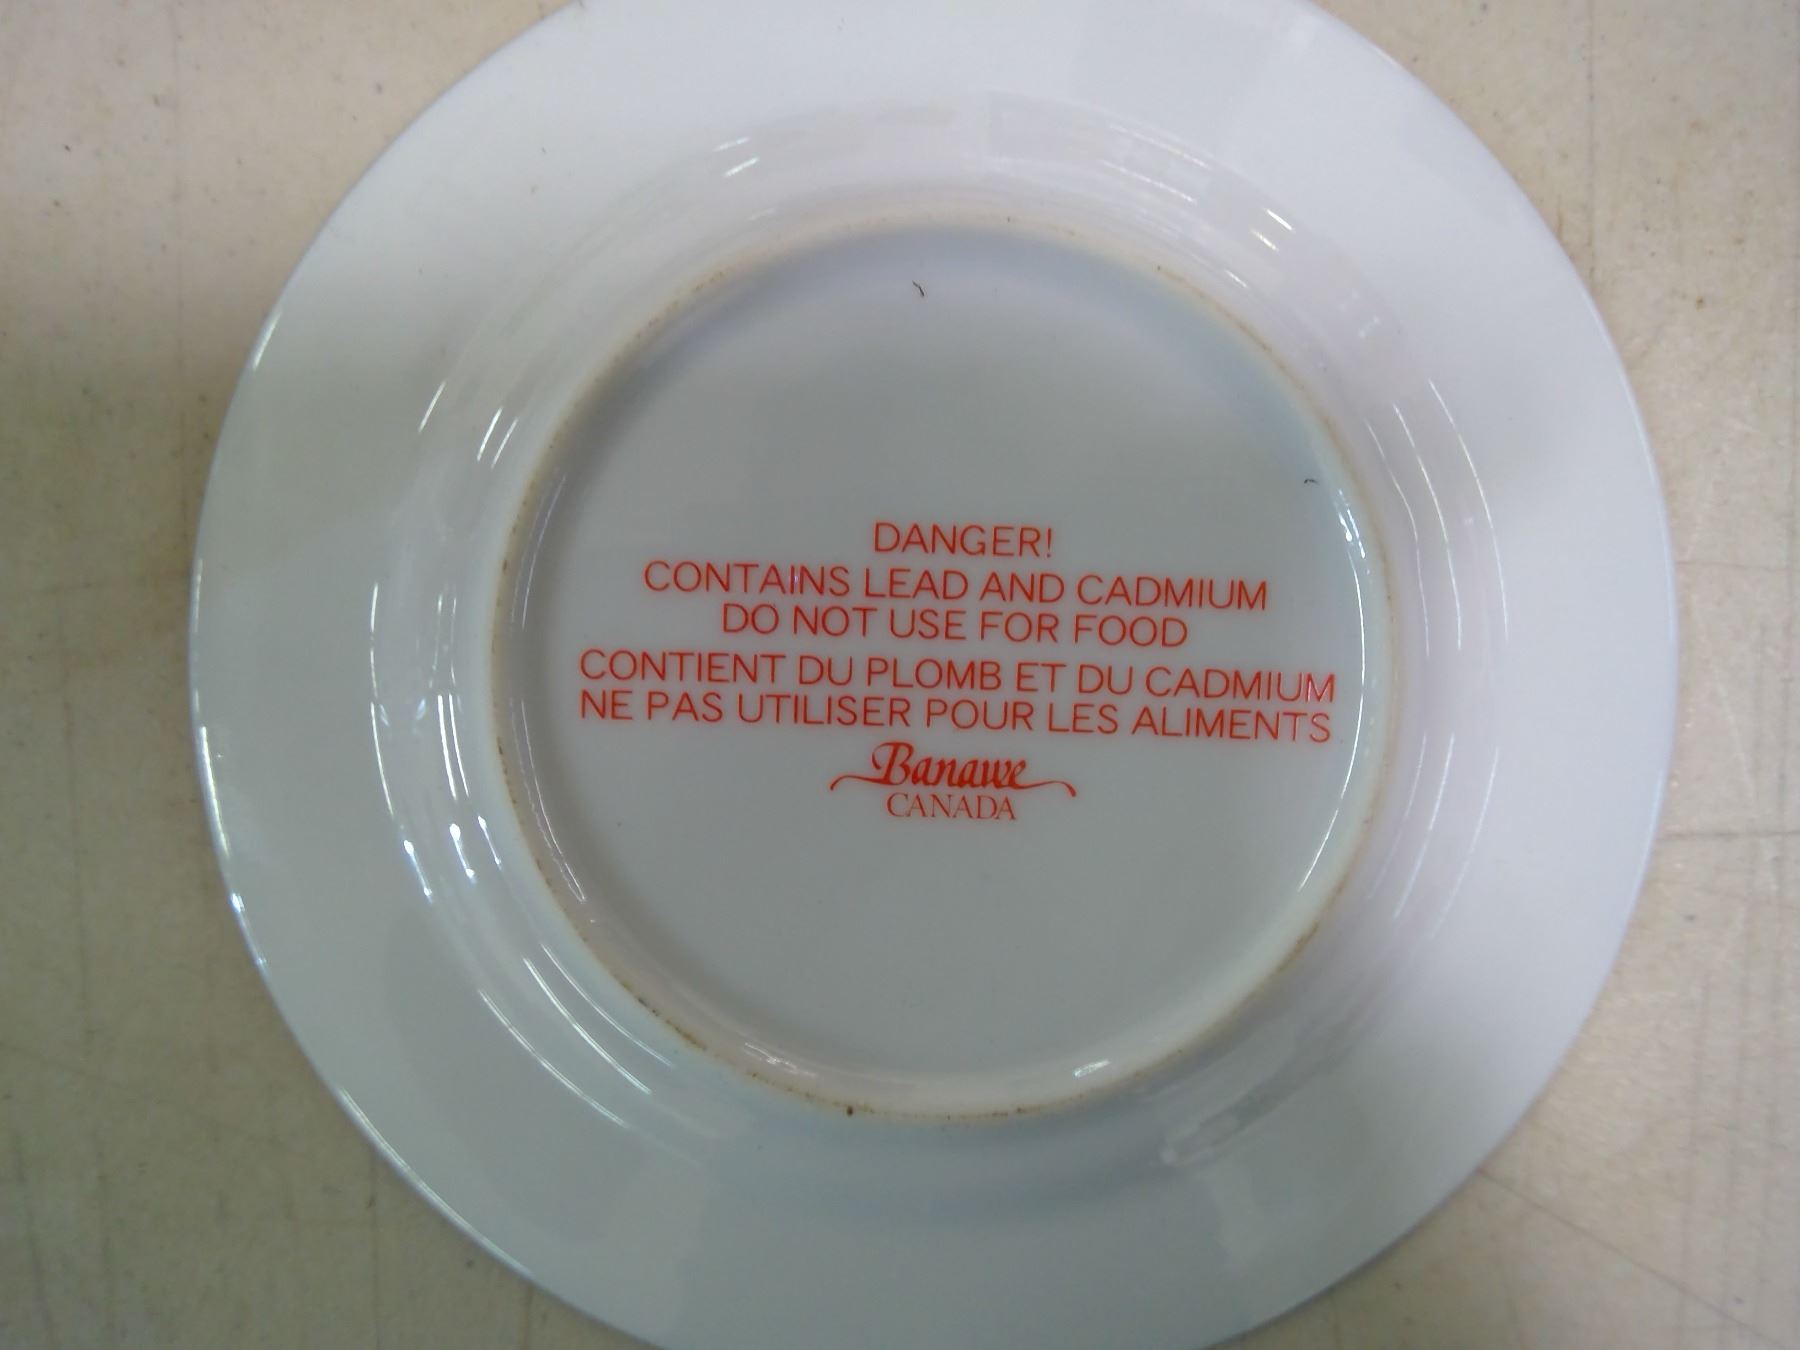 DANGER!
CONTAINS LEAD AND CADMIUM
DO NOT USE FOR FOOD
CONTIENT DU PLOMB ET DU CADMIUM
NE PAS UTILISER POUR LES ALIMENTS
Banawe
CANADA